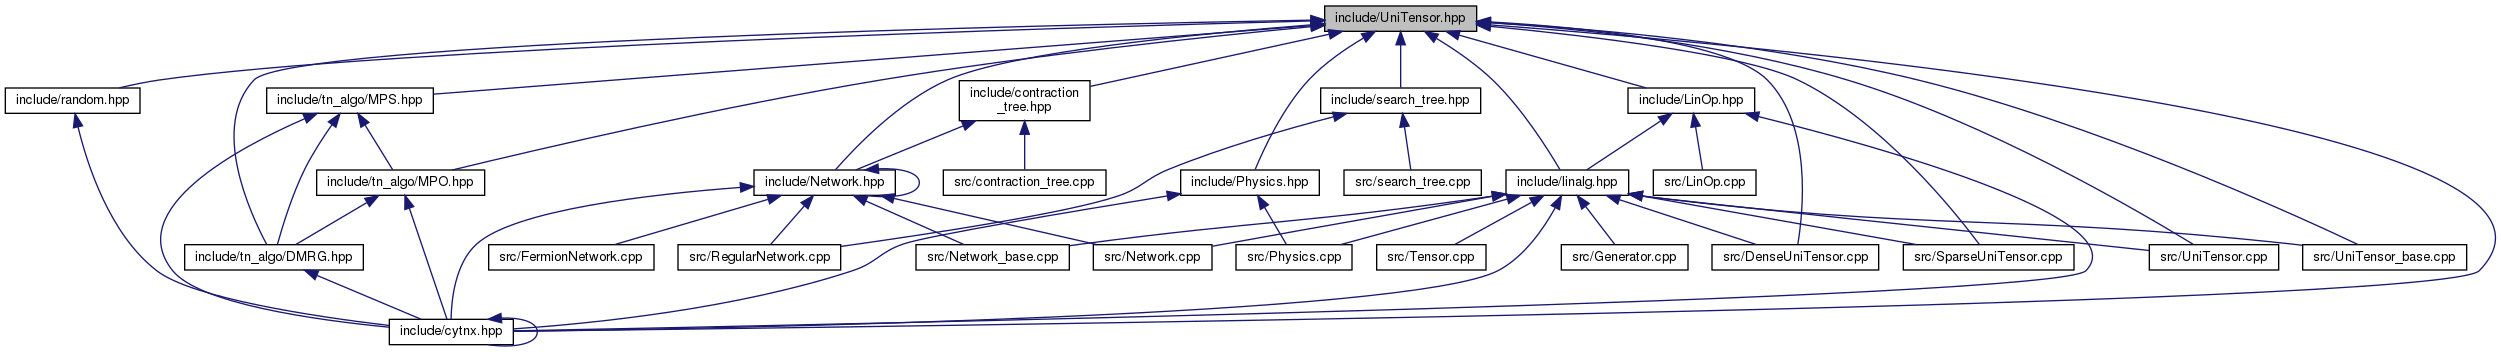 include/UniTensor.hpp
include/random.hpp
include/tn_algo/MPS.hpp
include/contraction
_tree.hpp
include/search_tree.hpp
include/LinOp.hpp
include/tn_algo/MPO.hpp
include/Network.hpp
src/contraction_tree.cpp
include/Physics.hpp
src/search_tree.cpp
include/linalg.hpp
src/LinOp.cpp
include/tn_algo/DMRG.hpp
src/FermionNetwork.cpp
src/RegularNetwork.cpp
src/Network_base.cpp
src/Network.cpp
src/Physics.cpp
src/Tensor.cpp
src/Generator.cpp
src/DenseUniTensor.cpp
src/SparseUniTensor.cpp
src/UniTensor.cpp
src/UniTensor_base.cpp
include/cytnx.hpp